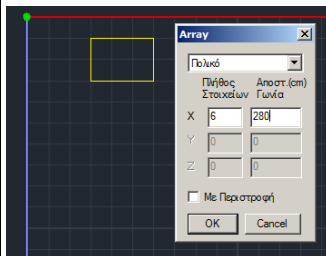 Array
Πολικό
Πλήθος Αποστ.(cm)
Στοιχείων Γωνία
X 6 280
Y 0 0
Z 0 0
Με Περιστροφή
OK Cancel